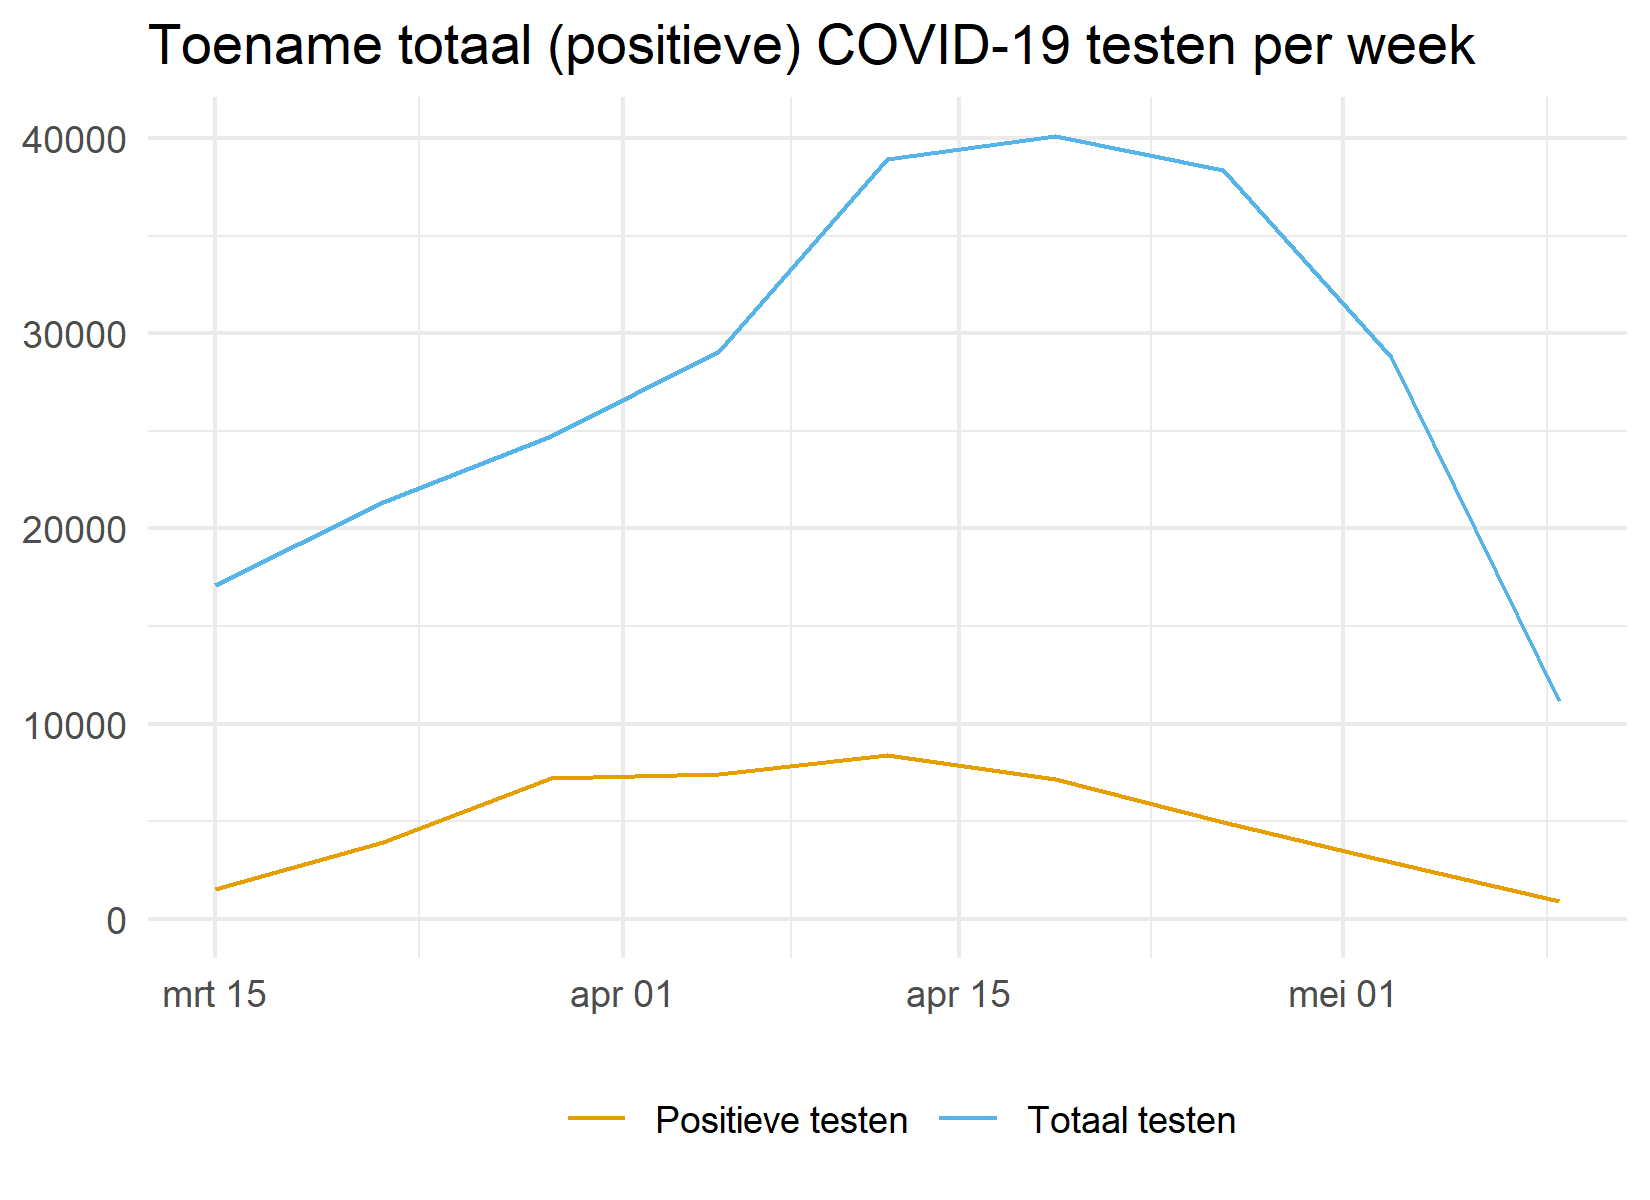 Toename totaal (positieve) COVID-19 testen per week
40000
30000
20000
10000
0
mrt 15 apr 01 apr 15 mei 01
Positieve testen Totaal testen